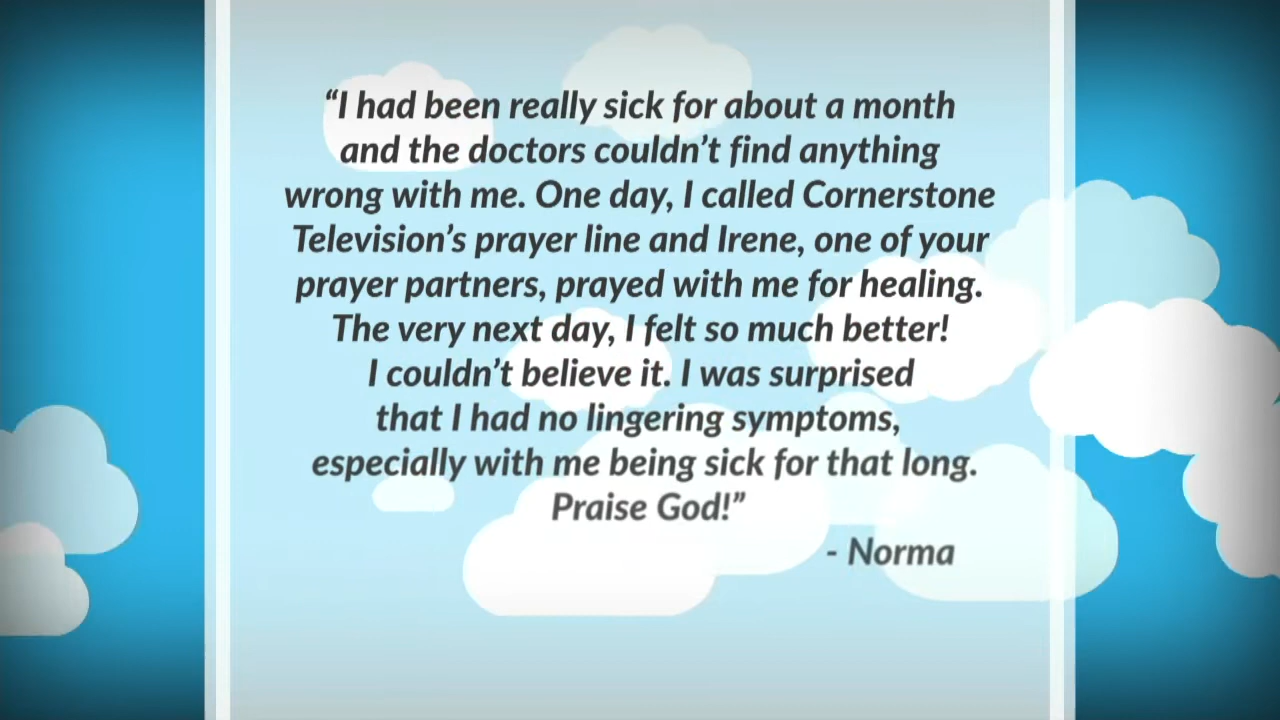 “I had been really sick for about a month
and the doctors couldn’t find anything
wrong with me. One day, I called Cornerstone
Television’s prayer line and Irene, one of your
prayer partners, prayed with me for healing.
The very next day, I felt so much better!
I couldn’t believe it. I was surprised
that I had no lingering symptoms,
especially with me being sick for that long.
Praise God!”
- Norma